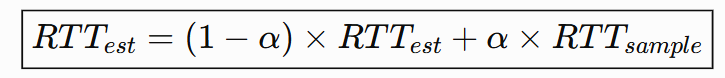 RTT_est = (1 − α) × RTT_est + α × RTT_sample